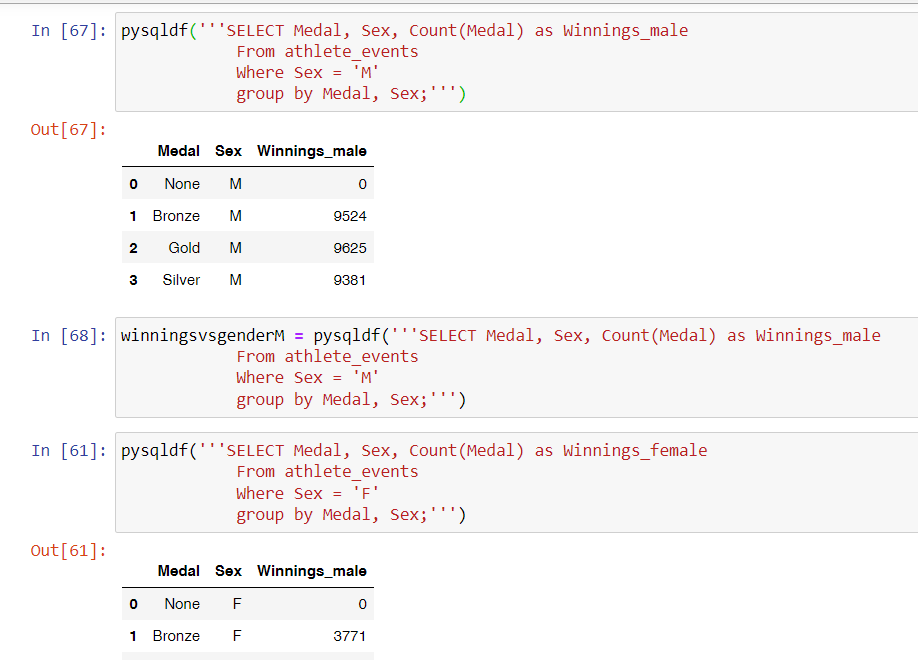 In [67]: pysqldf('''SELECT Medal, Sex, Count(Medal) as Winnings_male
From athlete_events
Where Sex = 'M'
group by Medal, Sex;''')
Out[67]:
Medal Sex Winnings_male
0 None M 0
1 Bronze M 9524
2 Gold M 9625
3 Silver M 9381
In [68]: winningsvsgenderM = pysqldf('''SELECT Medal, Sex, Count(Medal) as Winnings_male
From athlete_events
Where Sex = 'M'
group by Medal, Sex;''')
In [61]: pysqldf('''SELECT Medal, Sex, Count(Medal) as Winnings_female
From athlete_events
Where Sex = 'F'
group by Medal, Sex;''')
Out[61]:
Medal Sex Winnings_male
0 None F 0
1 Bronze F 3771